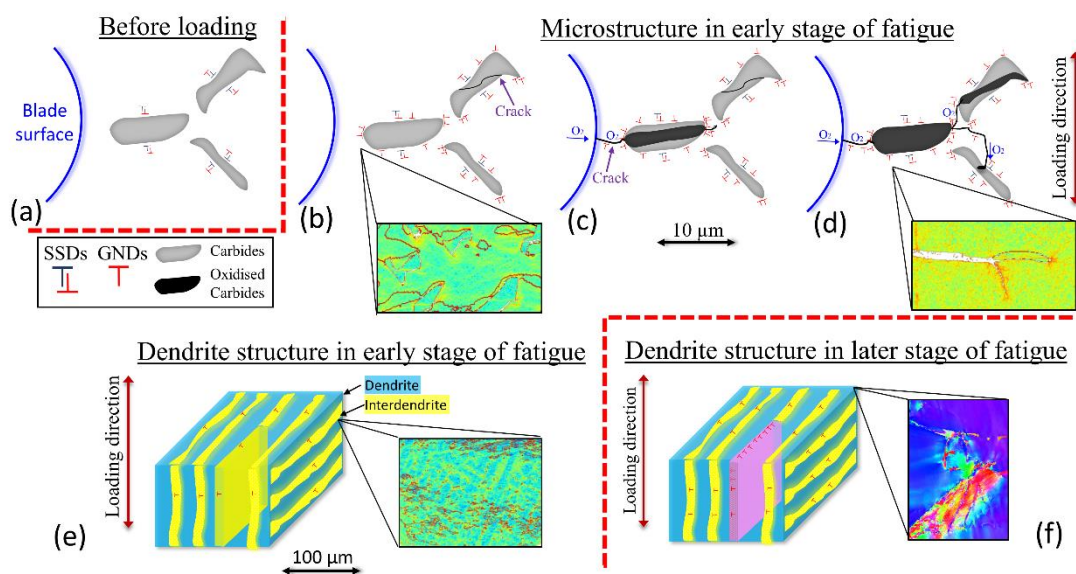 Before loading
Microstructure in early stage of fatigue
Blade
surface
Crack
O₂
O₂
Crack
O₂
O₂
O₂
O₂
Loading direction
(a)
(b)
(c)
(d)
10 µm
SSDs
GNDs
Carbides
Oxidised
Carbides
Dendrite structure in early stage of fatigue
Dendrite structure in later stage of fatigue
Loading direction
Dendrite
Interdendrite
Loading direction
(e)
(f)
100 µm